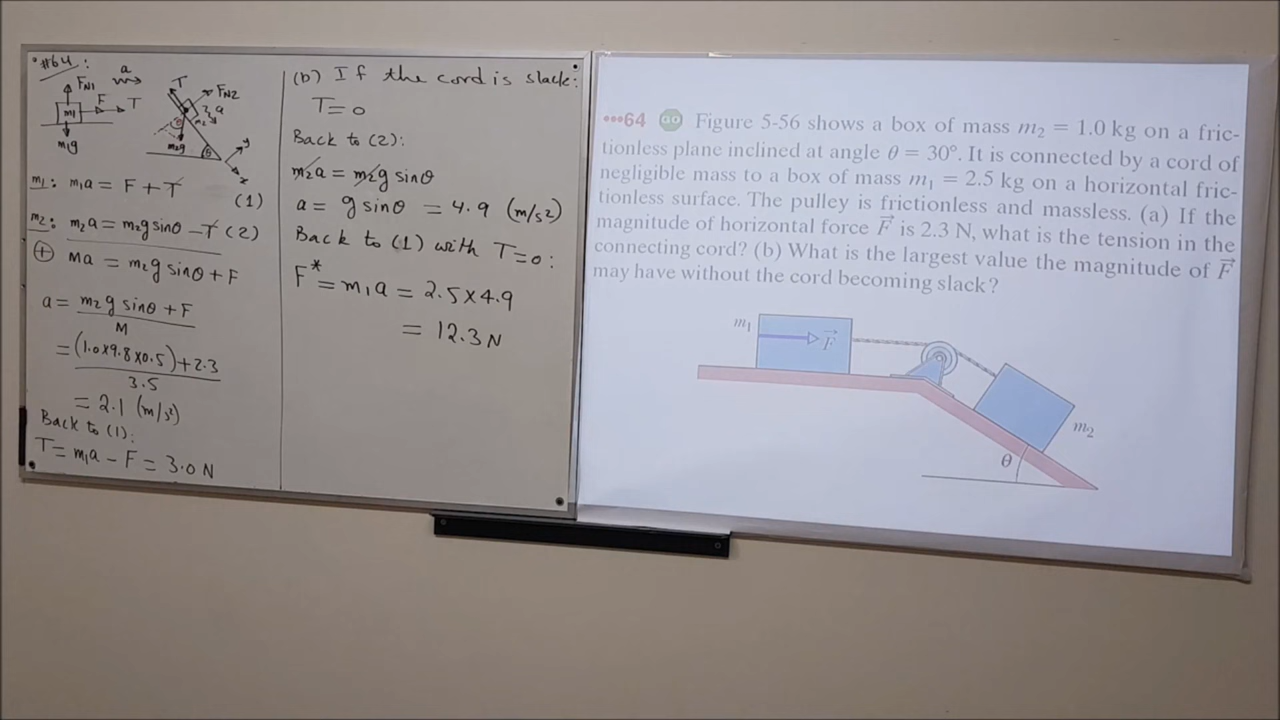 #64:
a
FN1
F
T
m1
m1g
T
FN2
a
m2
θ
m2g
θ
y
x
m1: m1a = F + T (1)
m2: m2a = m2g sinθ - T (2)
+ Ma = m2g sinθ + F
a = m2g sinθ + F
M
= (1.0x9.8x0.5) + 2.3
3.5
= 2.1 (m/s²)
Back to (1):
T = m1a - F = 3.0 N
(b) If the cord is slack:
T = 0
Back to (2):
m2a = m2g sinθ
a = g sinθ = 4.9 (m/s²)
Back to (1) with T=0:
F* = m1a = 2.5x4.9
= 12.3 N
•••64 GO Figure 5-56 shows a box of mass m2 = 1.0 kg on a fric-
tionless plane inclined at angle θ = 30°. It is connected by a cord of
negligible mass to a box of mass m1 = 2.5 kg on a horizontal fric-
tionless surface. The pulley is frictionless and massless. (a) If the
magnitude of horizontal force F⃗ is 2.3 N, what is the tension in the
connecting cord? (b) What is the largest value the magnitude of F⃗
may have without the cord becoming slack?
m1
F⃗
m2
θ